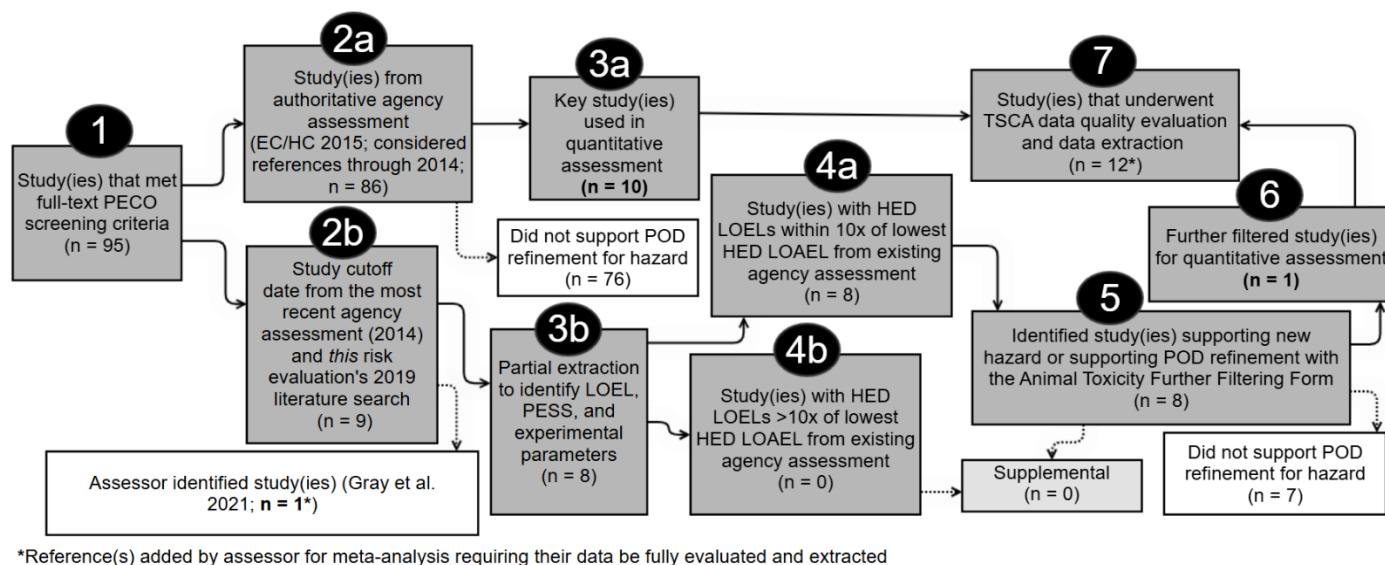 1
Study(ies) that met
full-text PECO
screening criteria
(n = 95)
2a
Study(ies) from
authoritative agency
assessment
(EC/HC 2015; considered
references through 2014;
n = 86)
2b
Study cutoff
date from the most
recent agency
assessment (2014)
and this risk
evaluation's 2019
literature search
(n = 9)
Assessor identified study(ies) (Gray et al.
2021; n = 1*)
3a
Key study(ies)
used in
quantitative
assessment
(n = 10)
Did not support POD
refinement for hazard
(n = 76)
3b
Partial extraction
to identify LOEL,
PESS, and
experimental
parameters
(n = 8)
4a
Study(ies) with HED
LOELs within 10x of lowest
HED LOAEL from existing
agency assessment
(n = 8)
4b
Study(ies) with HED
LOELs >10x of lowest
HED LOAEL from existing
agency assessment
(n = 0)
Supplemental
(n = 0)
5
Identified study(ies) supporting new
hazard or supporting POD refinement with
the Animal Toxicity Further Filtering Form
(n = 8)
Did not support POD
refinement for hazard
(n = 7)
6
Further filtered study(ies)
for quantitative assessment
(n = 1)
7
Study(ies) that underwent
TSCA data quality evaluation
and data extraction
(n = 12*)
*Reference(s) added by assessor for meta-analysis requiring their data be fully evaluated and extracted